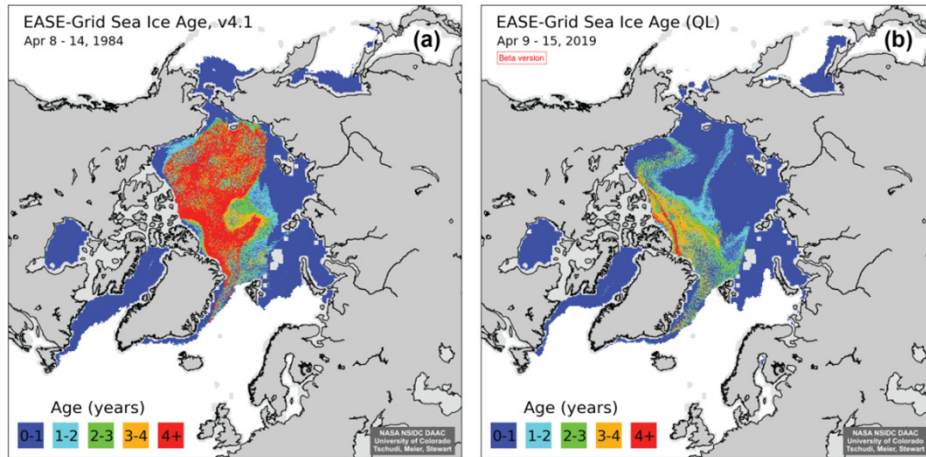 EASE-Grid Sea Ice Age, v4.1
Apr 8 - 14, 1984
(a)
Age (years)
0-1 1-2 2-3 3-4 4+
NASA NSIDC DAAC
University of Colorado
Tschudi, Meier, Stewart
EASE-Grid Sea Ice Age (QL)
Apr 9 - 15, 2019
Beta version
(b)
Age (years)
0-1 1-2 2-3 3-4 4+
NASA NSIDC DAAC
University of Colorado
Tschudi, Meier, Stewart